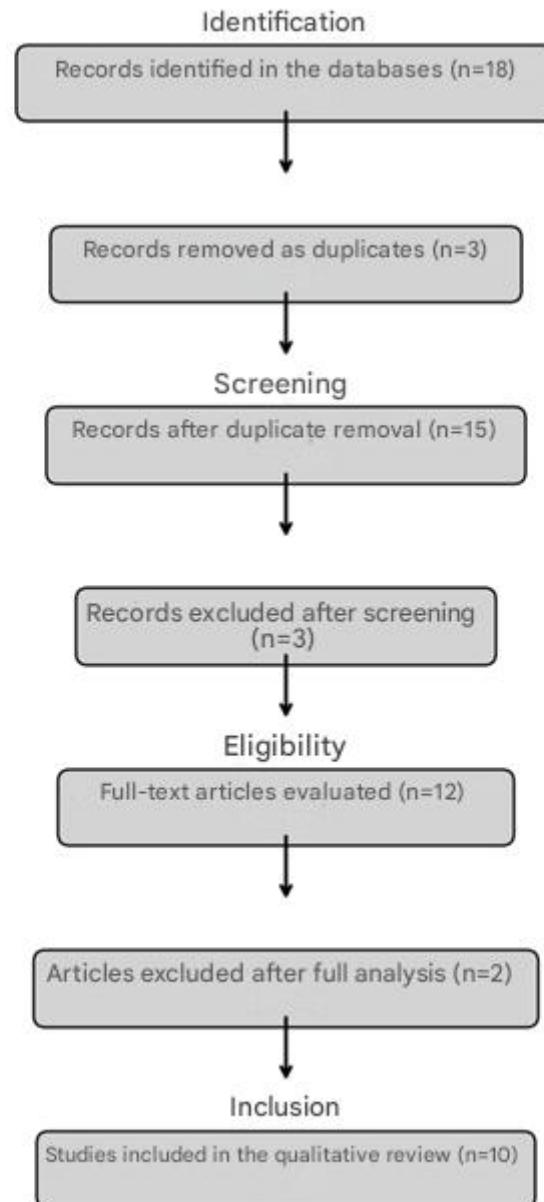 Identification
Records identified in the databases (n=18)
Records removed as duplicates (n=3)
Screening
Records after duplicate removal (n=15)
Records excluded after screening
(n=3)
Eligibility
Full-text articles evaluated (n=12)
Articles excluded after full analysis (n=2)
Inclusion
Studies included in the qualitative review (n=10)